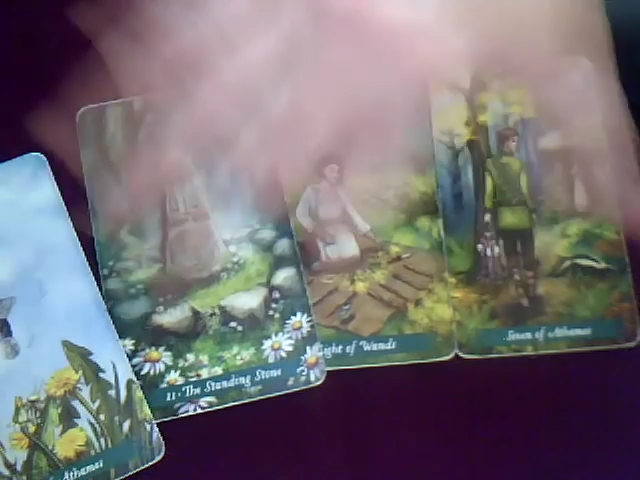 Athamas
11 · The Standing Stone
ight of Wands
Seven of Athamas